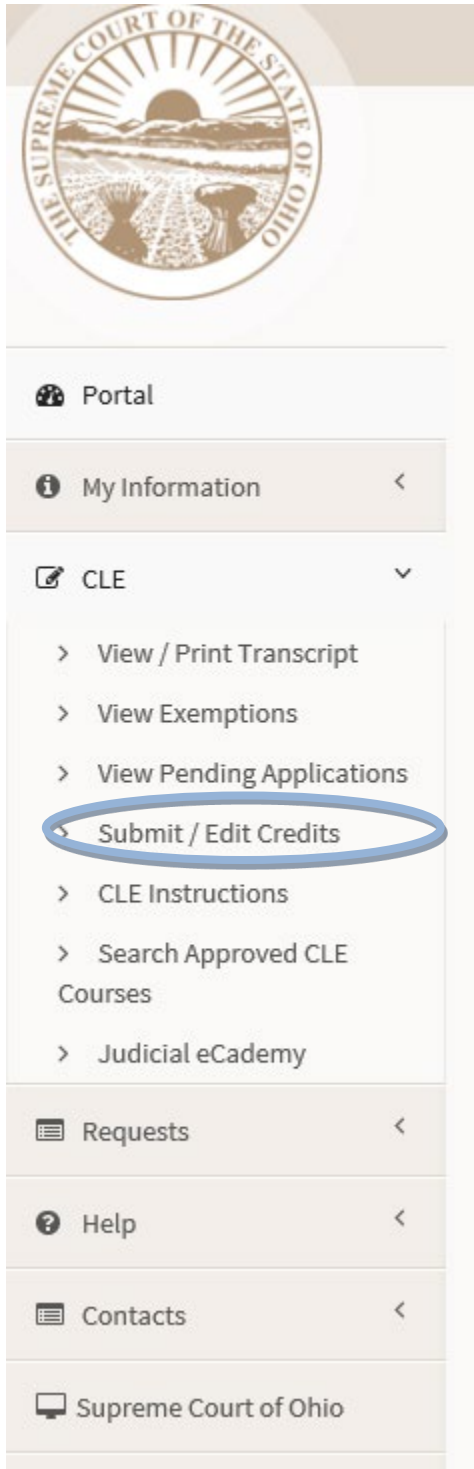 THE SUPREME COURT OF THE STATE OF OHIO
Portal
My Information
CLE
View / Print Transcript
View Exemptions
View Pending Applications
Submit / Edit Credits
CLE Instructions
Search Approved CLE
Courses
Judicial eCademy
Requests
Help
Contacts
Supreme Court of Ohio